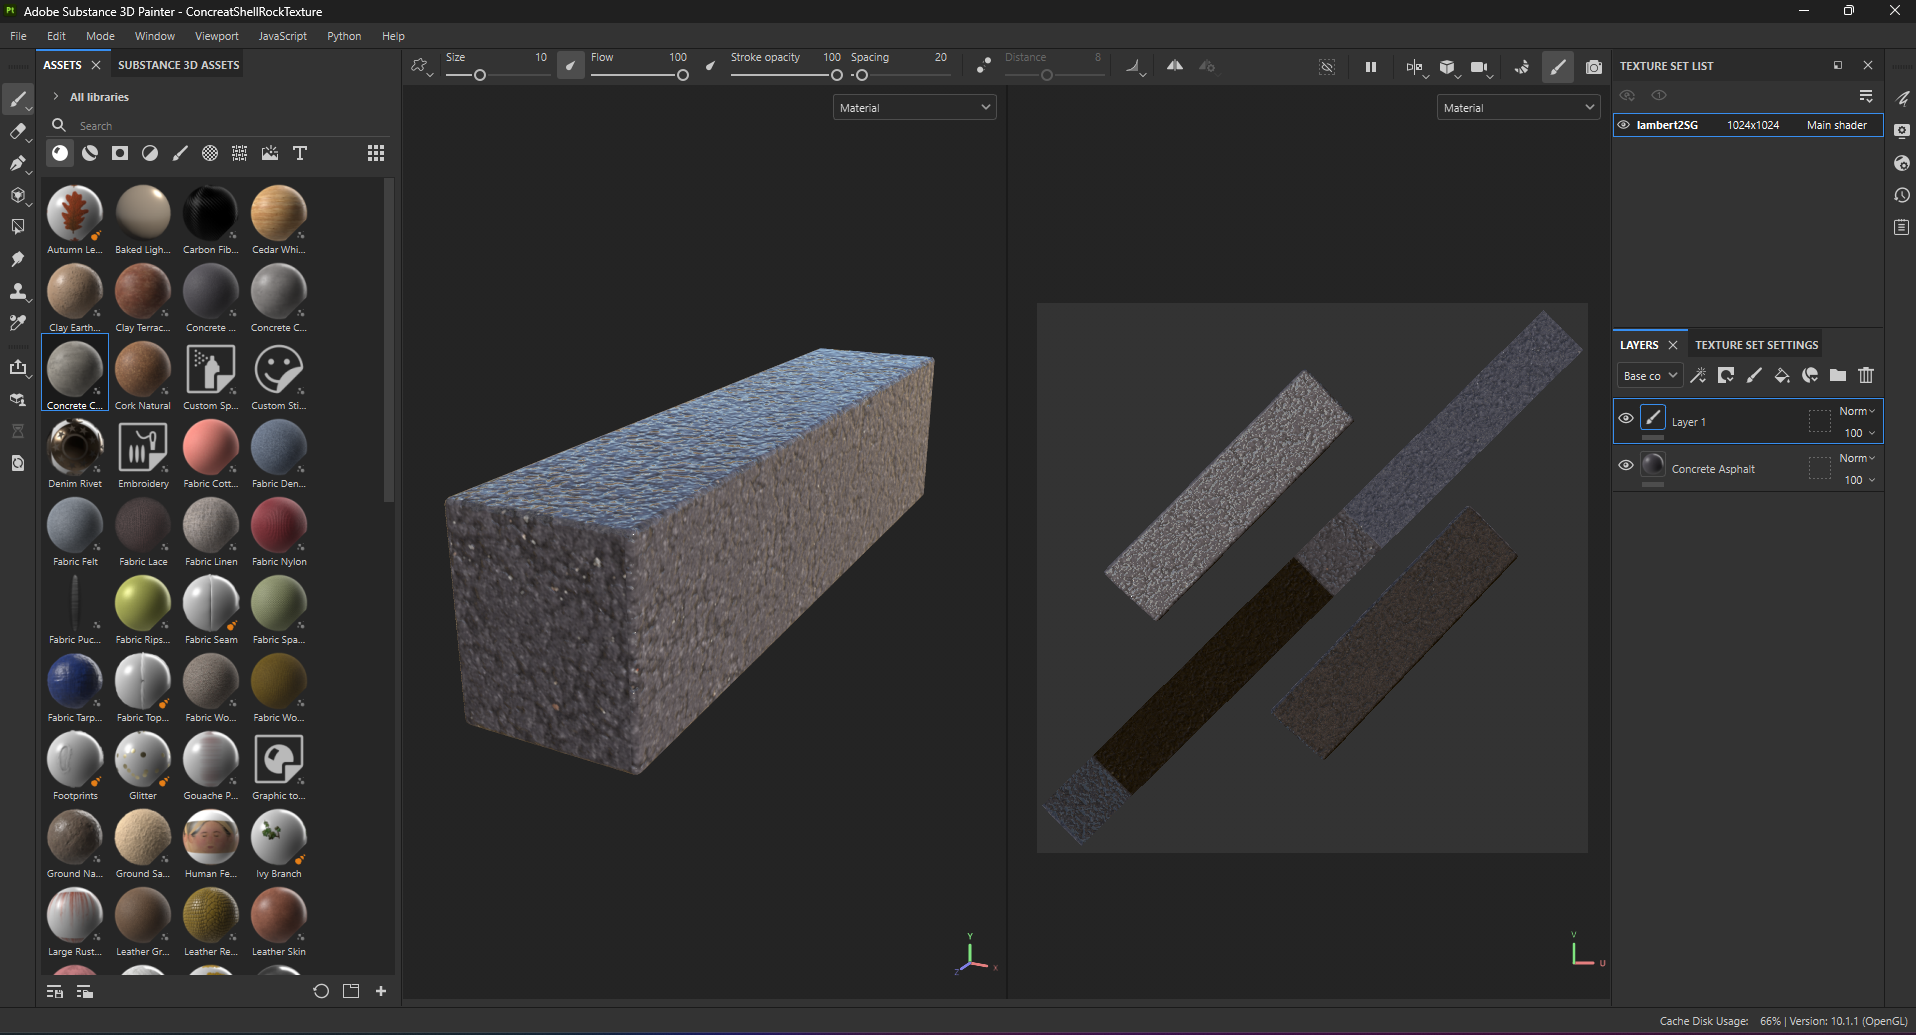 Pt Adobe Substance 3D Painter - ConcreatShellRockTexture
File Edit Mode Window Viewport JavaScript Python Help
ASSETS SUBSTANCE 3D ASSETS
Size 10 Flow 100 Stroke opacity 100 Spacing 20 Distance 8
TEXTURE SET LIST
All libraries
Search
Material
Material
lambert2SG 1024x1024 Main shader
Autumn Le... Baked Ligh... Carbon Fib... Cedar Whi...
Clay Earth... Clay Terrac... Concrete ... Concrete C...
Concrete C... Cork Natural Custom Sp... Custom Sti...
Denim Rivet Embroidery Fabric Cott... Fabric Den...
Fabric Felt Fabric Lace Fabric Linen Fabric Nylon
Fabric Puc... Fabric Rips... Fabric Seam Fabric Spa...
Fabric Tarp... Fabric Top... Fabric Wo... Fabric Wo...
Footprints Glitter Gouache P... Graphic to...
Ground Na... Ground Sa... Human Fe... Ivy Branch
Large Rust... Leather Gr... Leather Re... Leather Skin
LAYERS TEXTURE SET SETTINGS
Base co
Layer 1 Norm 100
Concrete Asphalt Norm 100
Y
Z X
V
U
Cache Disk Usage: 66% | Version: 10.1.1 (OpenGL)